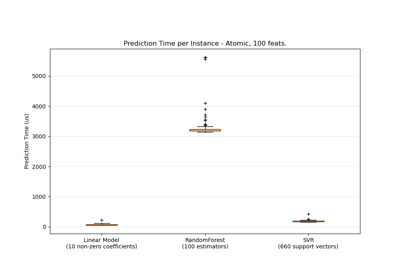 Prediction Time per Instance - Atomic, 100 feats.
Prediction Time (us)
5000
4000
3000
2000
1000
0
Linear Model
(10 non-zero coefficients)
RandomForest
(100 estimators)
SVR
(660 support vectors)